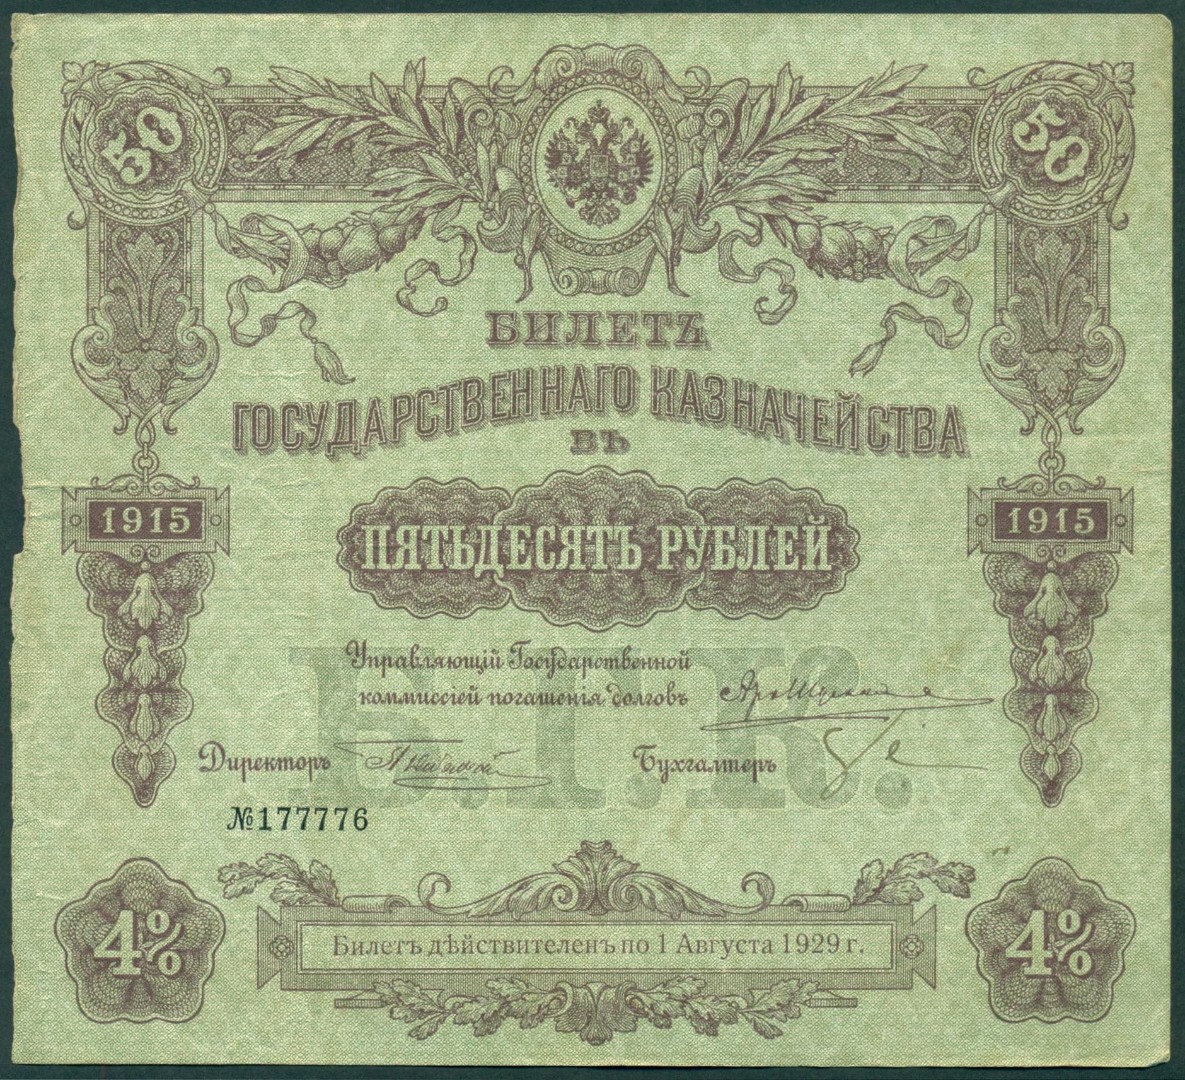 50 50
БИЛЕТЪ
ГОСУДАРСТВЕННАГО КАЗНАЧЕЙСТВА
ВЪ
1915 1915
ПЯТЬДЕСЯТЪ РУБЛЕЙ
Управляющій Государственной
коммиссіей погашенія долговъ
Директоръ Бухгалтеръ
№177776
4% 4%
Билетъ дѣйствителенъ по 1 Августа 1929 г.